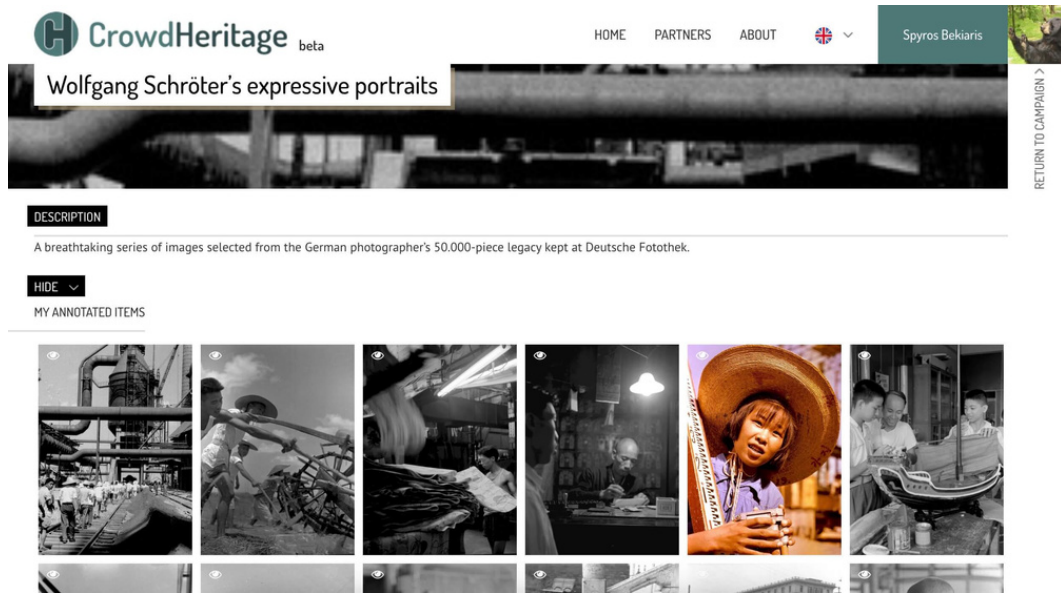 CrowdHeritage beta
HOME PARTNERS ABOUT Spyros Bekiaris
Wolfgang Schröter's expressive portraits
RETURN TO CAMPAIGN >
DESCRIPTION
A breathtaking series of images selected from the German photographer's 50.000-piece legacy kept at Deutsche Fotothek.
HIDE
MY ANNOTATED ITEMS